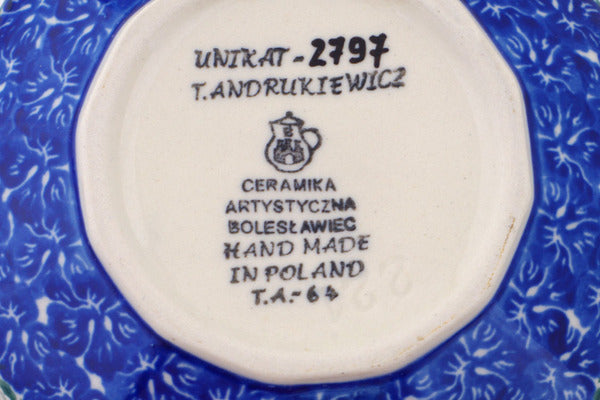 UNIKAT - 2797
T. ANDRUKIEWICZ
CERAMIKA
ARTYSTYCZNA
BOLESŁAWIEC
HAND MADE
IN POLAND
T.A.-64